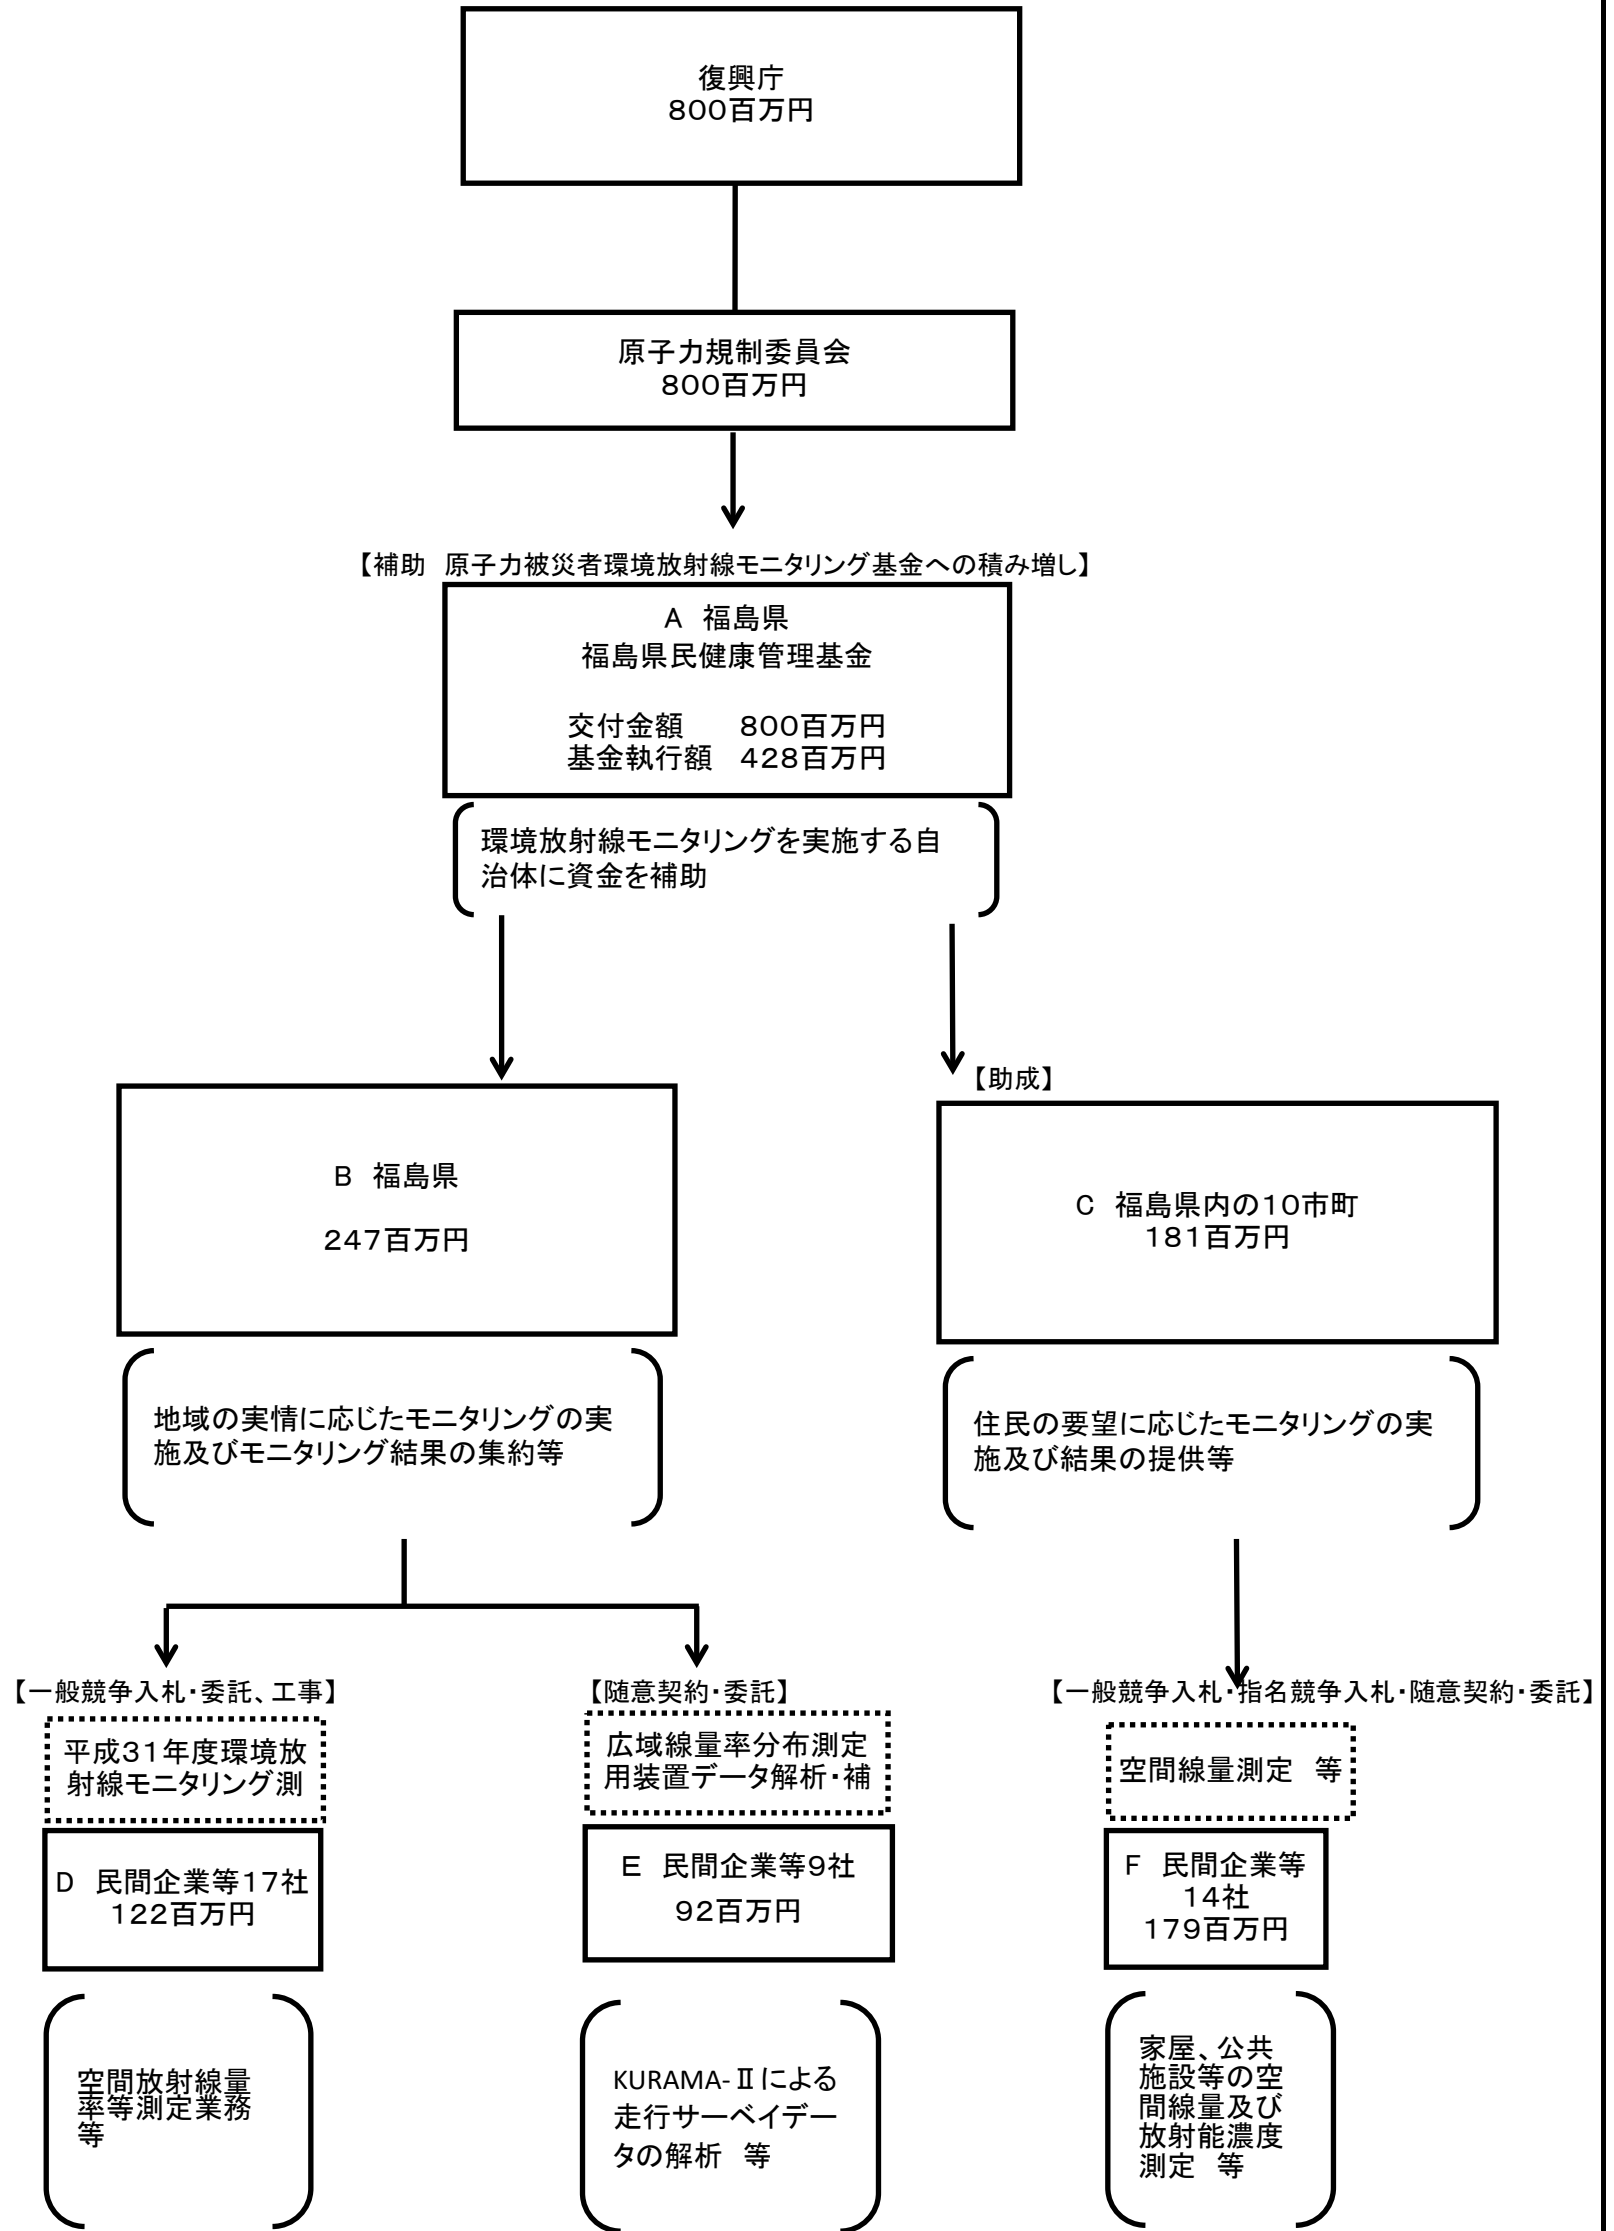 復興庁
800百万円
原子力規制委員会
800百万円
【補助　原子力被災者環境放射線モニタリング基金への積み増し】
A　福島県
福島県民健康管理基金
交付金額　　800百万円
基金執行額　428百万円
環境放射線モニタリングを実施する自
治体に資金を補助
B　福島県
247百万円
地域の実情に応じたモニタリングの実
施及びモニタリング結果の集約等
【助成】
C　福島県内の10市町
181百万円
住民の要望に応じたモニタリングの実
施及び結果の提供等
【一般競争入札・委託、工事】
平成31年度環境放
射線モニタリング測
D　民間企業等17社
122百万円
空間放射線量
率等測定業務
等
【随意契約・委託】
広域線量率分布測定
用装置データ解析・補
E　民間企業等9社
92百万円
KURAMA-Ⅱによる
走行サーベイデー
タの解析　等
【一般競争入札・指名競争入札・随意契約・委託】
空間線量測定　等
F　民間企業等
14社
179百万円
家屋、公共
施設等の空
間線量及び
放射能濃度
測定　等